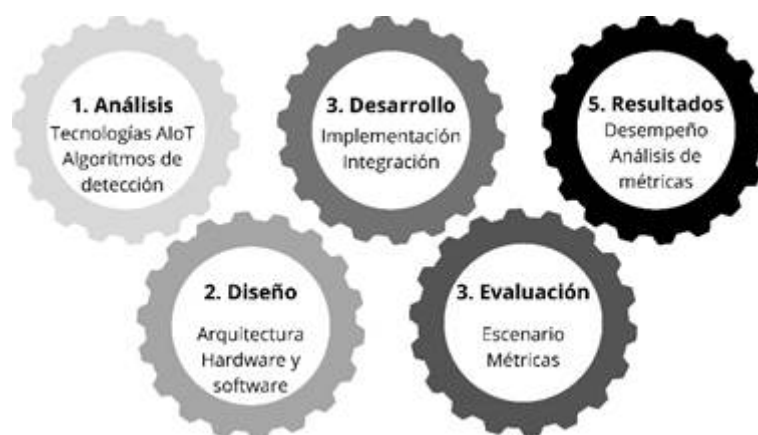 1. Análisis
Tecnologías AIoT
Algoritmos de
detección
2. Diseño
Arquitectura
Hardware y
software
3. Desarrollo
Implementación
Integración
3. Evaluación
Escenario
Métricas
5. Resultados
Desempeño
Análisis de
métricas